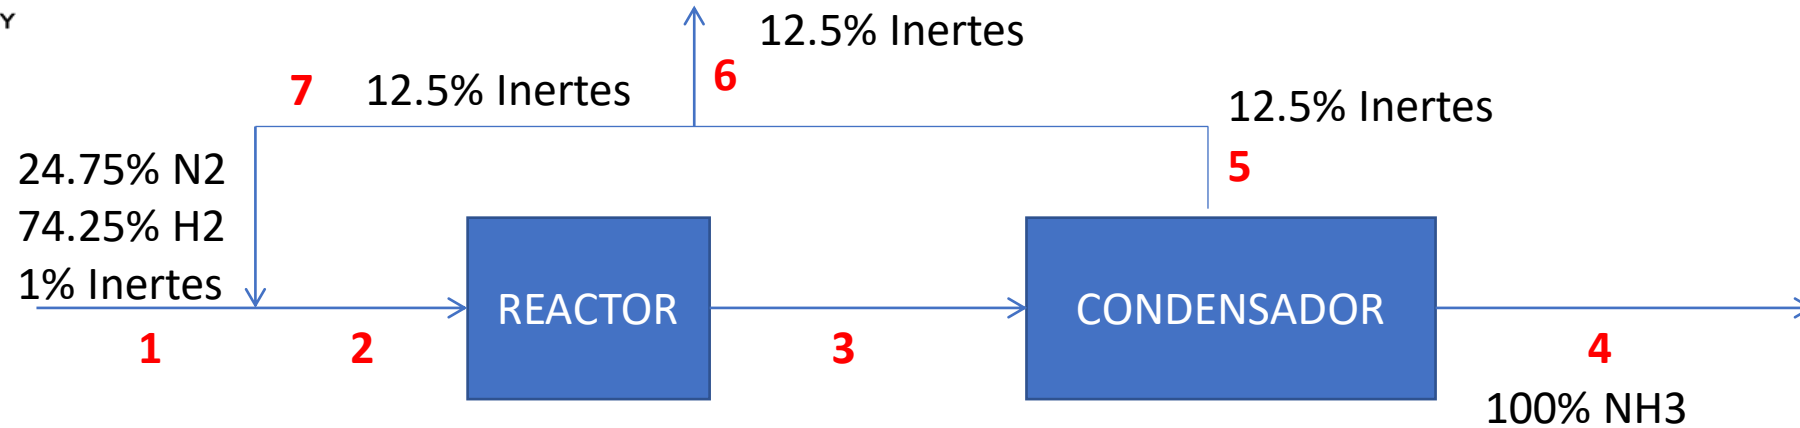 Y
12.5% Inertes
6
7 12.5% Inertes
12.5% Inertes
5
24.75% N2
74.25% H2
1% Inertes
REACTOR
CONDENSADOR
1
2
3
4
100% NH3